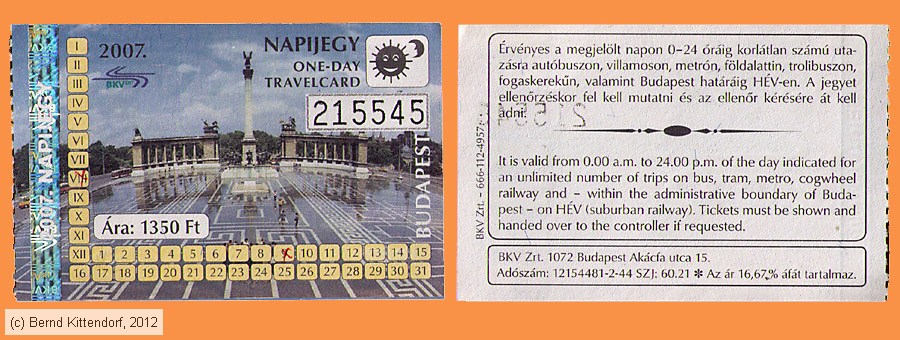 2007.
BKV Zrt.
NAPIJEGY
ONE-DAY
TRAVELCARD
215545
BUDAPEST
NAPIJEGY
I
II
III
IV
V
VI
VII
VIII
IX
X
XI
Ára: 1350 Ft
XII 1 2 3 4 5 6 7 8 10 11 12 13 14 15
16 17 18 19 20 21 22 23 24 25 26 27 28 29 30 31
Érvényes a megjelölt napon 0–24 óráig korlátlan számú uta-
zásra autóbuszon, villamoson, metrón, földalattin, trolibuszon,
fogaskerekűn, valamint Budapest határáig HÉV-en. A jegyet
ellenőrzéskor fel kell mutatni és az ellenőr kérésére át kell
adni.
It is valid from 0.00 a.m. to 24.00 p.m. of the day indicated for
an unlimited number of trips on bus, tram, metro, cogwheel
railway and – within the administrative boundary of Buda-
pest – on HÉV (suburban railway). Tickets must be shown and
handed over to the controller if requested.
BKV Zrt. - 666-112-4957
BKV Zrt. 1072 Budapest Akácfa utca 15.
Adószám: 12154481-2-44 SZJ: 60.21 ✻ Az ár 16,67% áfát tartalmaz.
(c) Bernd Kittendorf, 2012